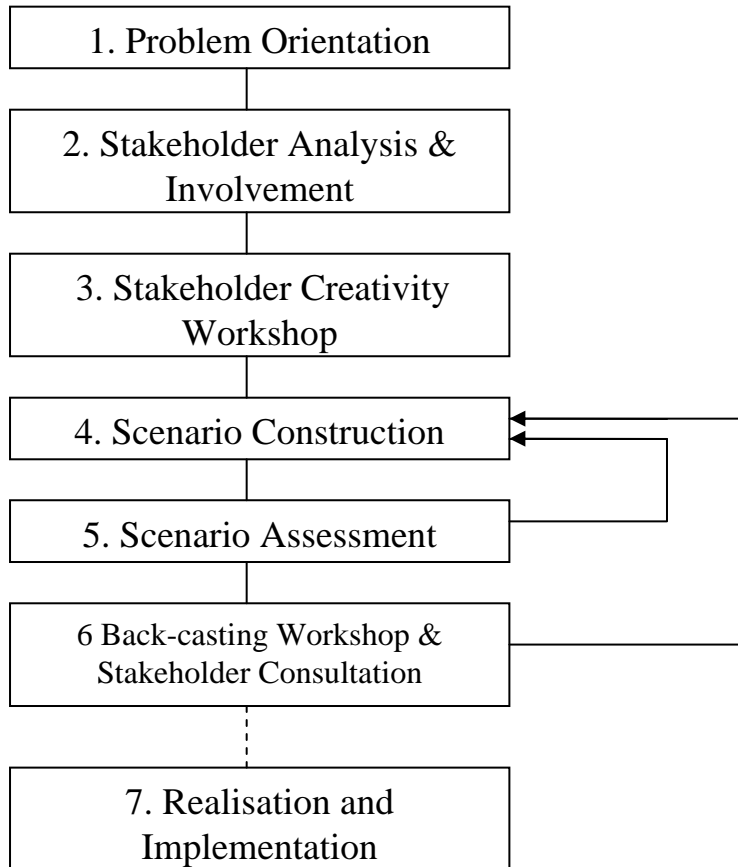 1. Problem Orientation
2. Stakeholder Analysis &
Involvement
3. Stakeholder Creativity
Workshop
4. Scenario Construction
5. Scenario Assessment
6 Back-casting Workshop &
Stakeholder Consultation
7. Realisation and
Implementation